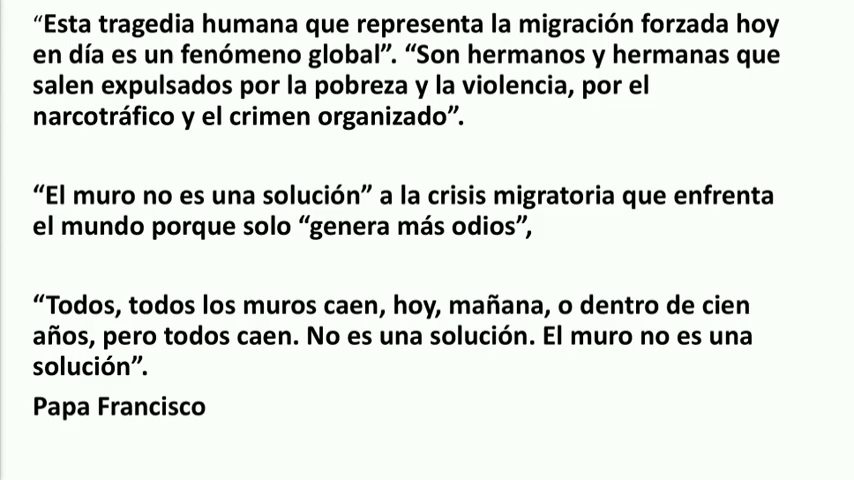 “Esta tragedia humana que representa la migración forzada hoy
en día es un fenómeno global”. “Son hermanos y hermanas que
salen expulsados por la pobreza y la violencia, por el
narcotráfico y el crimen organizado”.
“El muro no es una solución” a la crisis migratoria que enfrenta
el mundo porque solo “genera más odios”,
“Todos, todos los muros caen, hoy, mañana, o dentro de cien
años, pero todos caen. No es una solución. El muro no es una
solución”.
Papa Francisco